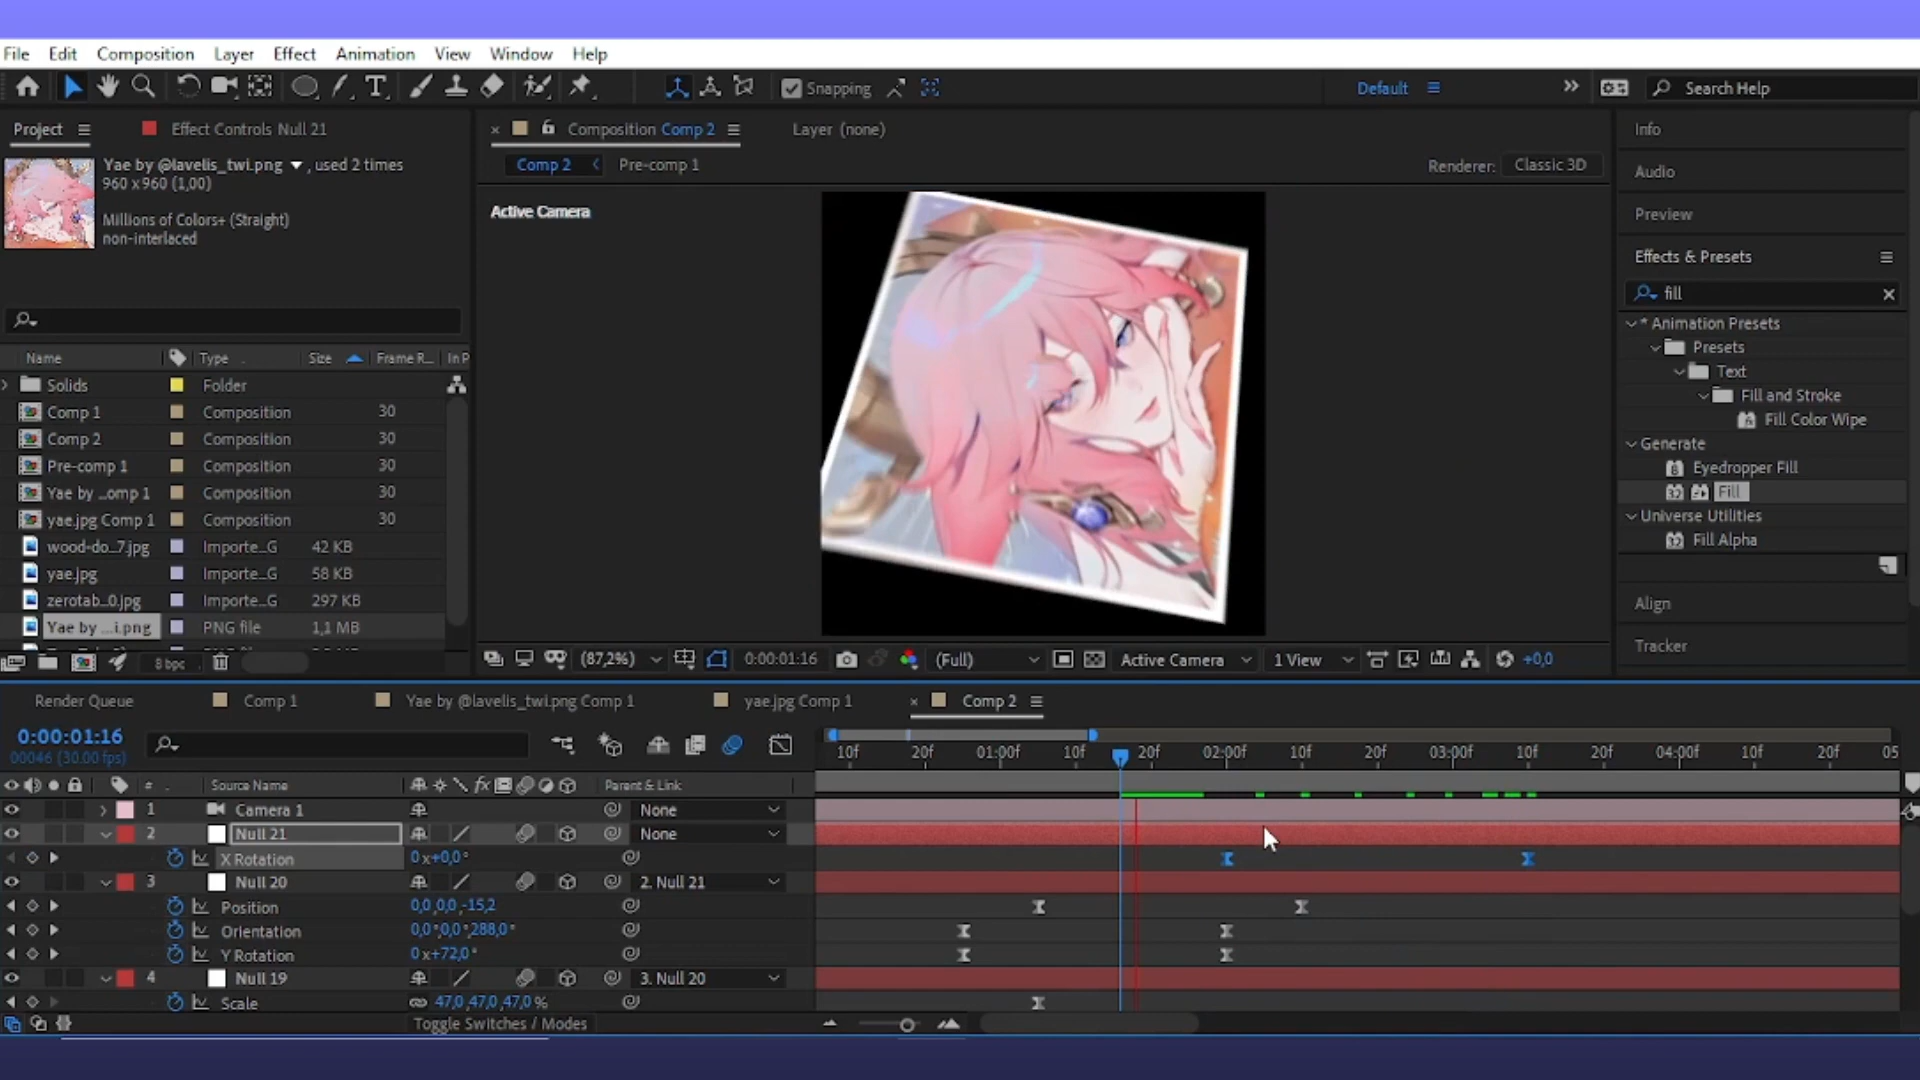 File Edit Composition Layer Effect Animation View Window Help
Snapping
Default
Search Help
Project
Effect Controls Null 21
Yae by @lavelis_twi.png , used 2 times
960 x 960 (1,00)
Millions of Colors+ (Straight)
non-interlaced
Name Type Size Frame R... In P
Solids Folder
Comp 1 Composition 30
Comp 2 Composition 30
Pre-comp 1 Composition 30
Yae by ...omp 1 Composition 30
yae.jpg Comp 1 Composition 30
wood-do...7.jpg Importe...G 42 KB
yae.jpg Importe...G 58 KB
zerotab...0.jpg Importe...G 297 KB
Yae by ...i.png PNG file 1,1 MB
8 bpc
Composition Comp 2
Layer (none)
Comp 2 Pre-comp 1
Renderer: Classic 3D
Active Camera
(87,2%) 0:00:01:16 (Full) Active Camera 1 View +0,0
Info
Audio
Preview
Effects & Presets
fill
* Animation Presets
Presets
Text
Fill and Stroke
Fill Color Wipe
Generate
Eyedropper Fill
Fill
Universe Utilities
Fill Alpha
Align
Tracker
Render Queue Comp 1 Yae by @lavelis_twi.png Comp 1 yae.jpg Comp 1 Comp 2
0:00:01:16
00046 (30.00 fps)
10f 20f 01:00f 10f 20f 02:00f 10f 20f 03:00f 10f 20f 04:00f 10f 20f 05
# Source Name Parent & Link
1 Camera 1 None
2 Null 21 None
X Rotation 0x+0,0°
3 Null 20 2. Null 21
Position 0,0,0,0,-15,2
Orientation 0,0°,0,0°,288,0°
Y Rotation 0x+72,0°
4 Null 19 3. Null 20
Scale 47,0,47,0,47,0%
Toggle Switches / Modes